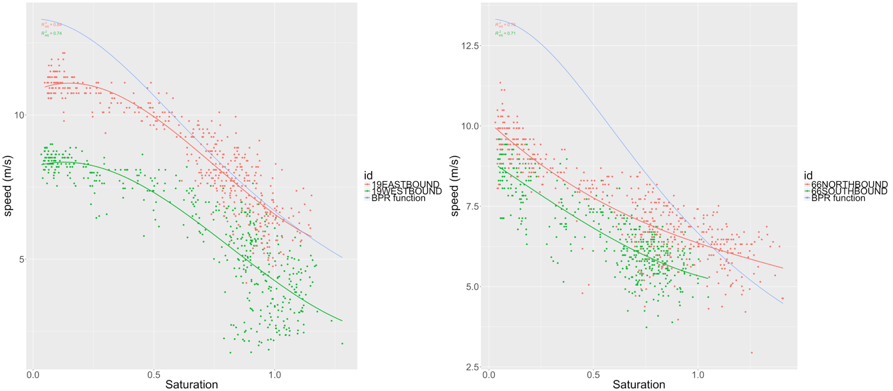 10
5
0.0
0.5
1.0
Saturation
speed (m/s)
id
19EASTBOUND
19WESTBOUND
BPR function
12.5
10.0
7.5
5.0
2.5
0.0
0.5
1.0
Saturation
speed (m/s)
id
66NORTHBOUND
66SOUTHBOUND
BPR function